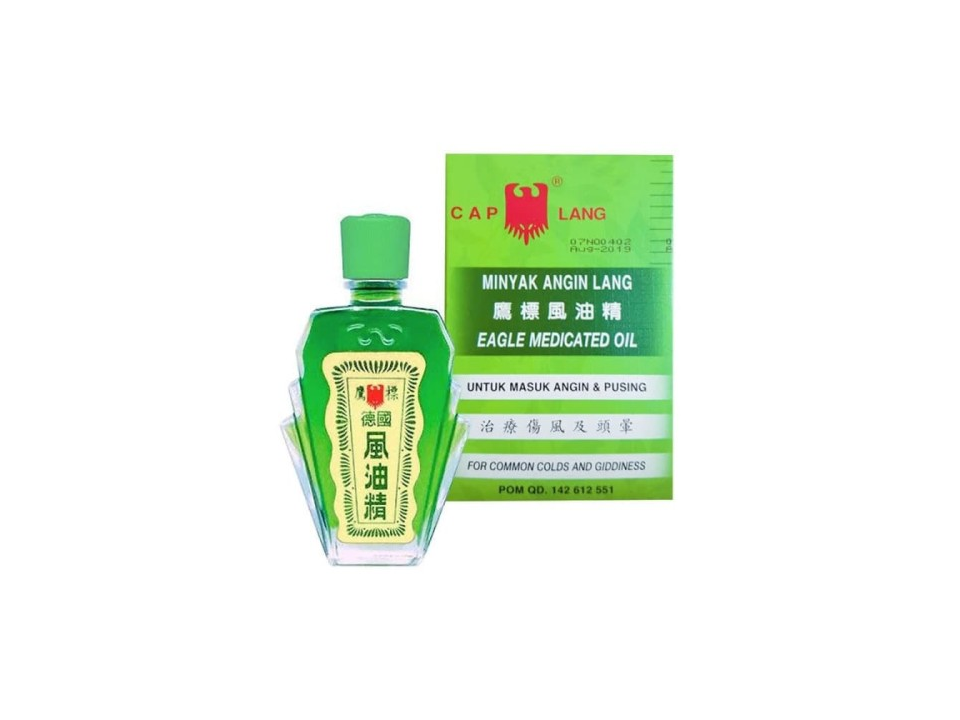 鷹 標
德國
風油精
CAP LANG ®
07N00402
Aug-2019
MINYAK ANGIN LANG
鷹標風油精
EAGLE MEDICATED OIL
UNTUK MASUK ANGIN & PUSING
治療傷風及頭暈
FOR COMMON COLDS AND GIDDINESS
POM QD. 142 612 551